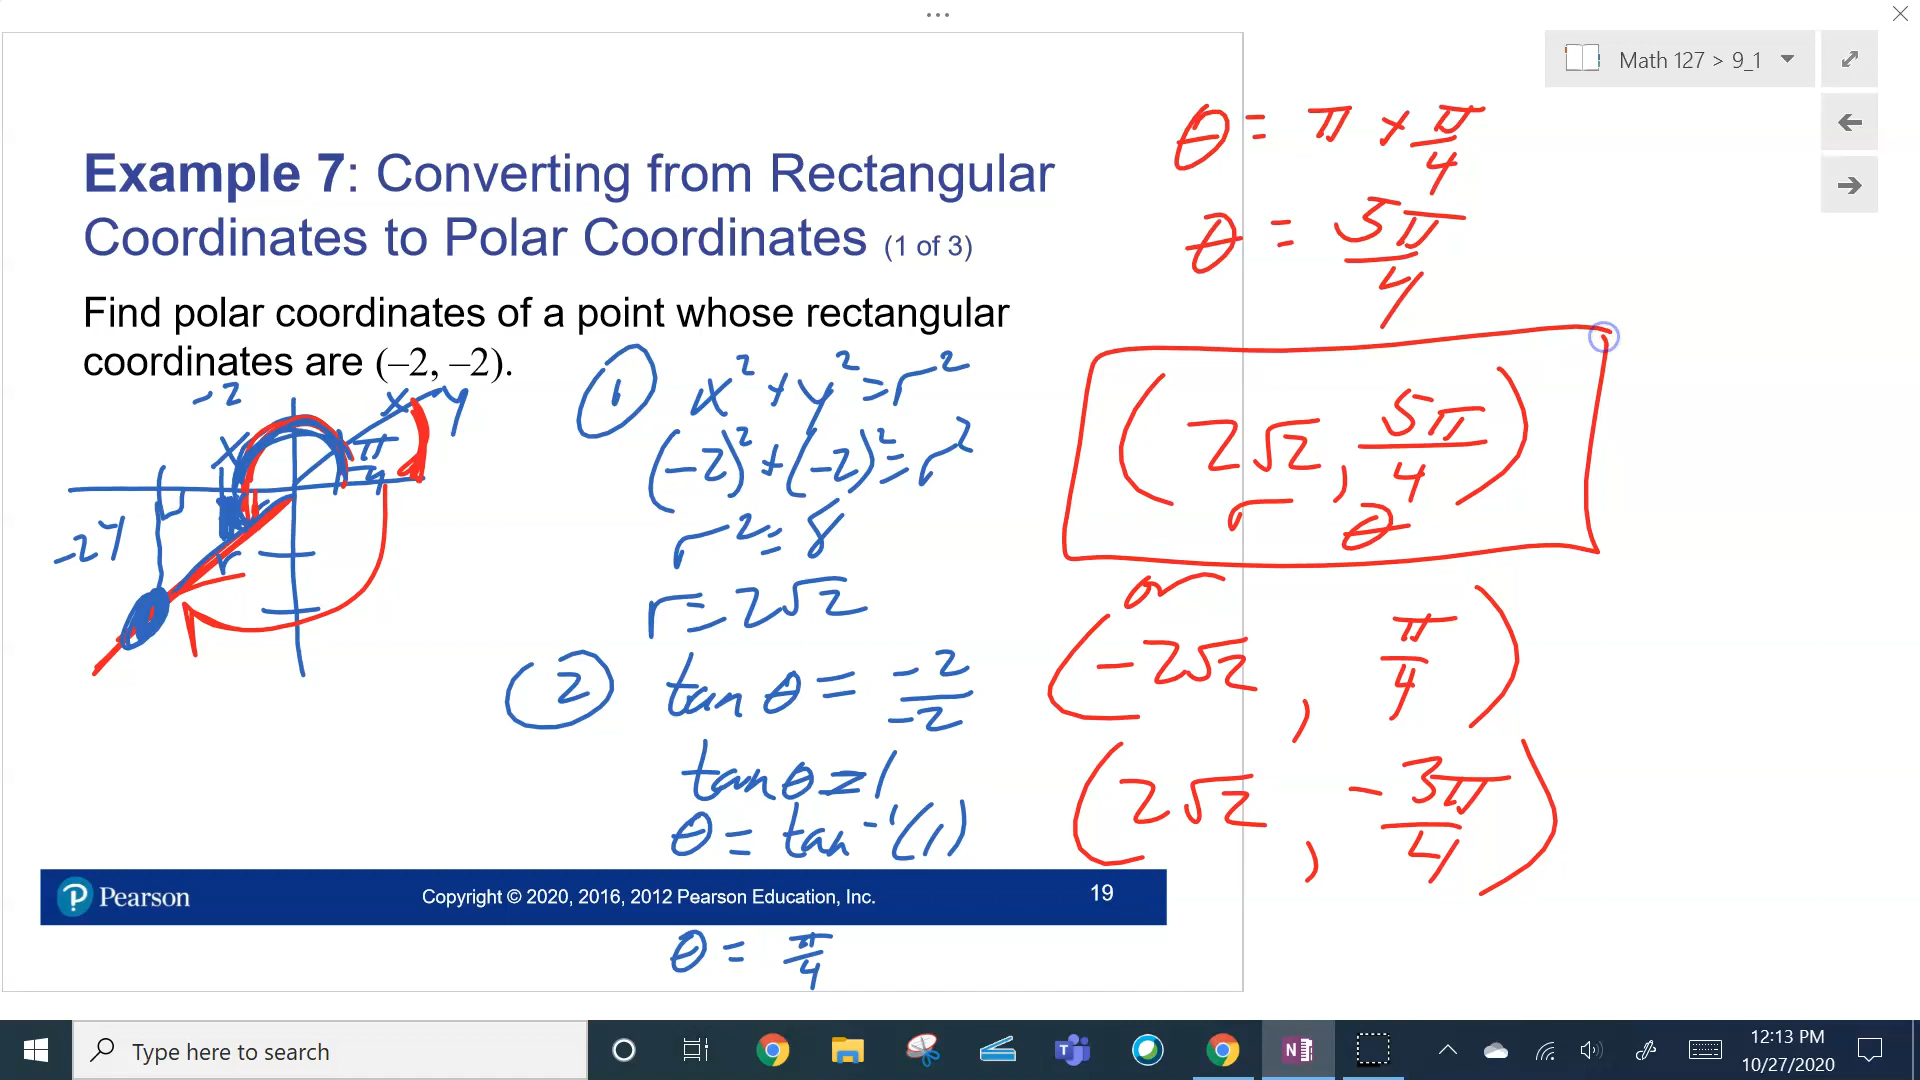 Math 127 > 9_1
Example 7: Converting from Rectangular
Coordinates to Polar Coordinates (1 of 3)
Find polar coordinates of a point whose rectangular
coordinates are (–2, –2).
-2
x
x
y
π/4
-2
y
r
① x² + y² = r²
(-2)² + (-2)² = r²
r² = 8
r = 2√2
② tan θ = -2/-2
tan θ = 1
θ = tan⁻¹(1)
θ = π/4
θ = π + π/4
θ = 5π/4
(2√2, 5π/4)
r θ
or
(-2√2, π/4)
(2√2, -3π/4)
Pearson
Copyright © 2020, 2016, 2012 Pearson Education, Inc.
19
Type here to search
12:13 PM
10/27/2020